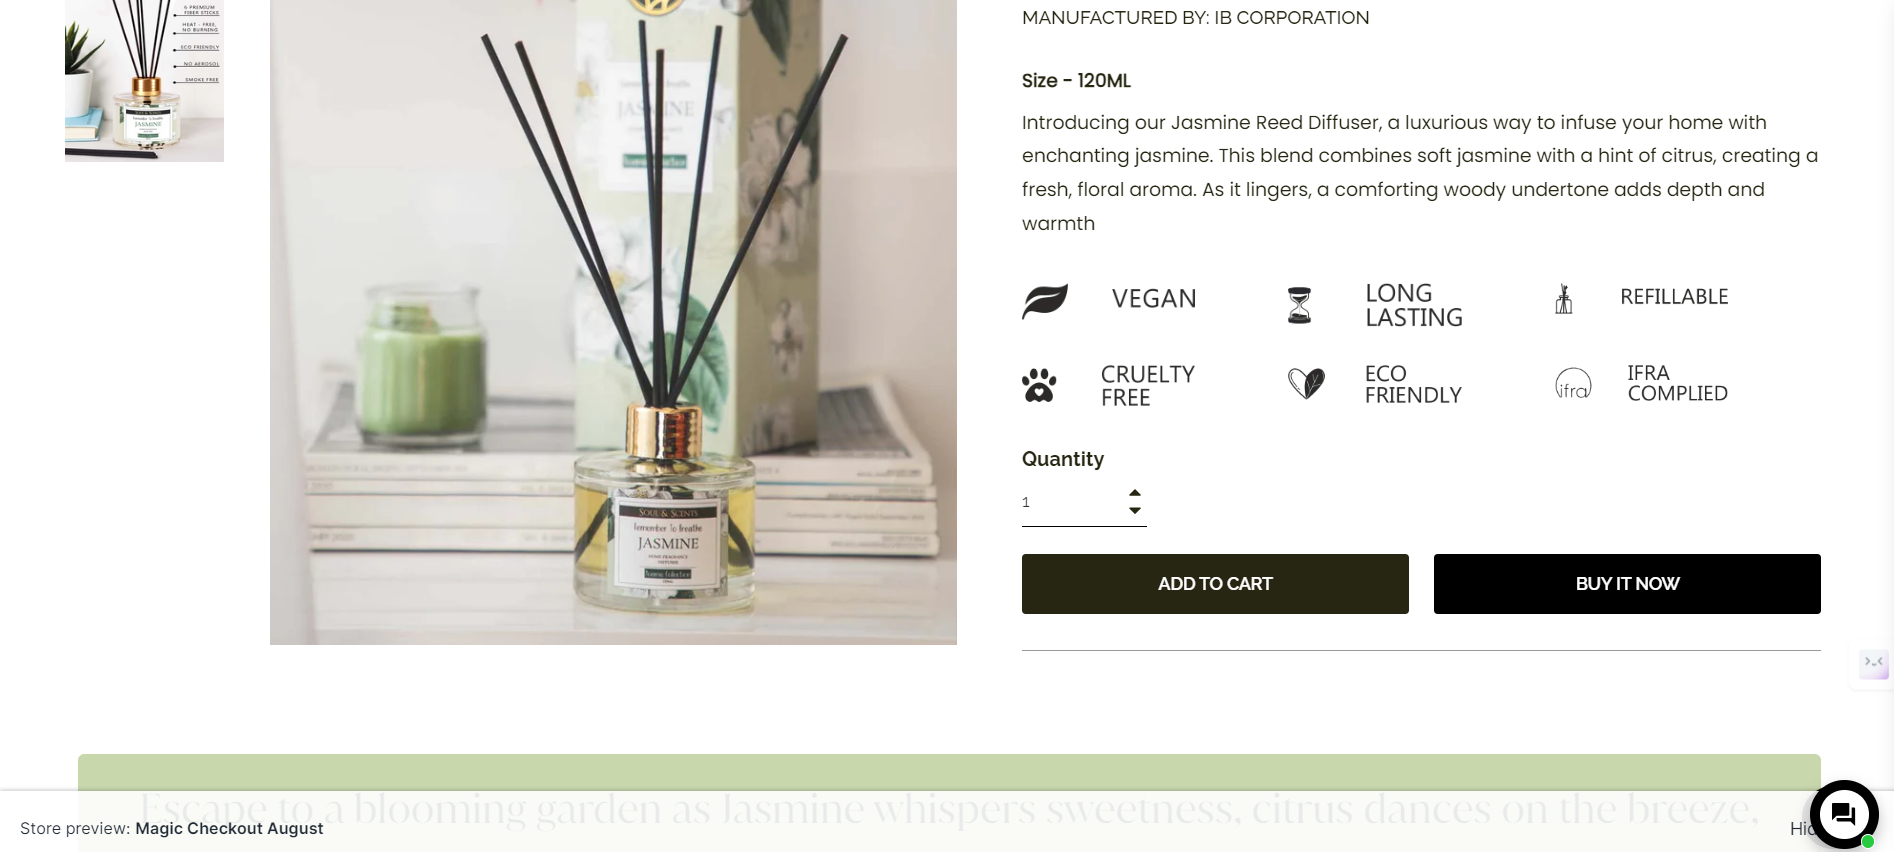 6 PREMIUM
FIBER STICKS
HEAT - FREE,
NO BURNING
ECO FRIENDLY
NO AEROSOL
SMOKE FREE
JASMINE
JASMINE
SOUL & SCENTS
Remember to breathe
JASMINE
HOME FRAGRANCE
DIFFUSER
MANUFACTURED BY: IB CORPORATION
Size - 120ML
Introducing our Jasmine Reed Diffuser, a luxurious way to infuse your home with
enchanting jasmine. This blend combines soft jasmine with a hint of citrus, creating a
fresh, floral aroma. As it lingers, a comforting woody undertone adds depth and
warmth
VEGAN
LONG
LASTING
REFILLABLE
CRUELTY
FREE
ECO
FRIENDLY
ifra
IFRA
COMPLIED
Quantity
1
ADD TO CART
BUY IT NOW
Escape to a blooming garden as Jasmine whispers sweetness, citrus dances on the breeze,
Store preview: Magic Checkout August